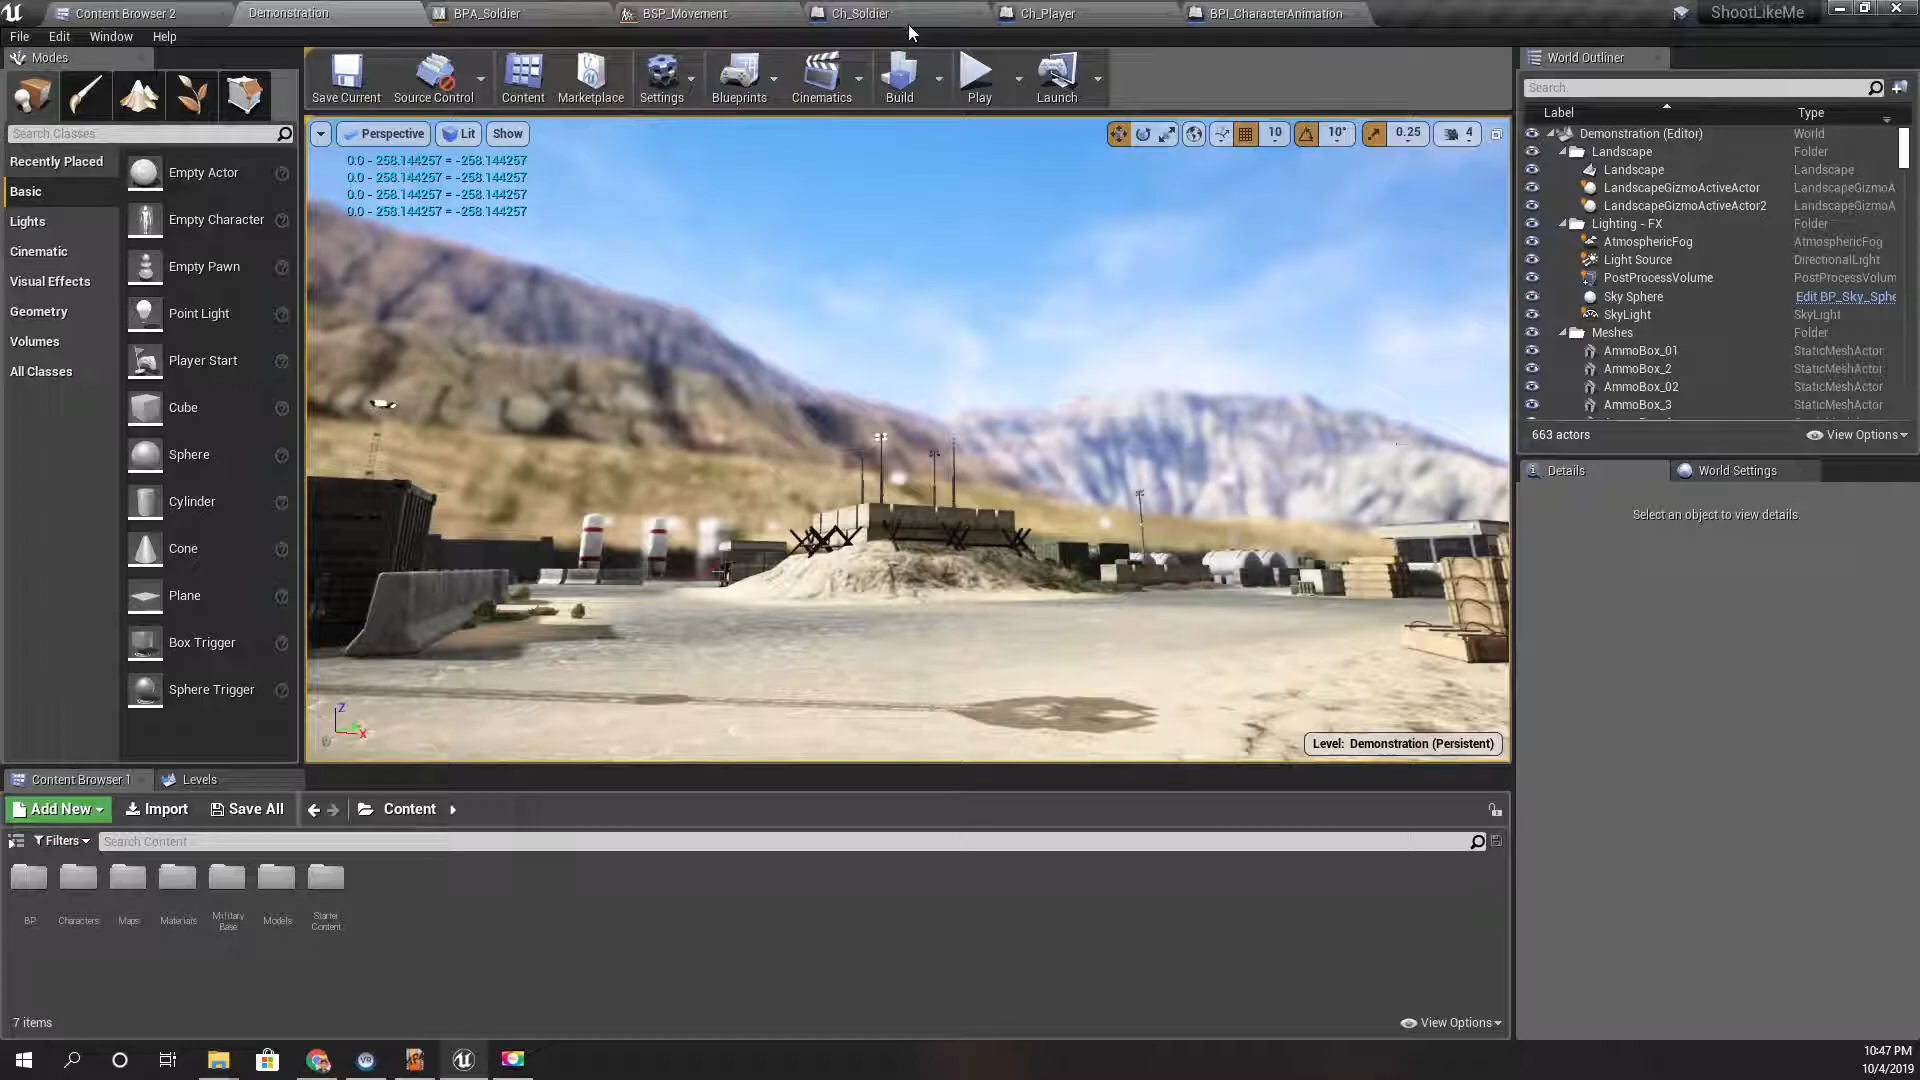 Content Browser 2
Demonstration
BPA_Soldier
BSP_Movement
Ch_Soldier
Ch_Player
BPI_CharacterAnimation
ShootLikeMe
File Edit Window Help
Modes
Save Current
Source Control
Content
Marketplace
Settings
Blueprints
Cinematics
Build
Play
Launch
Search Classes
Recently Placed
Basic
Lights
Cinematic
Visual Effects
Geometry
Volumes
All Classes
Empty Actor
Empty Character
Empty Pawn
Point Light
Player Start
Cube
Sphere
Cylinder
Cone
Plane
Box Trigger
Sphere Trigger
Perspective Lit Show
10 10° 0.25 4
0.0 - 258.144257 = -258.144257
0.0 - 258.144257 = -258.144257
0.0 - 258.144257 = -258.144257
0.0 - 258.144257 = -258.144257
Z
X
Level: Demonstration (Persistent)
World Outliner
Search
Label Type
Demonstration (Editor) World
Landscape Folder
Landscape Landscape
LandscapeGizmoActiveActor LandscapeGizmoA
LandscapeGizmoActiveActor2 LandscapeGizmoA
Lighting - FX Folder
AtmosphericFog AtmosphericFog
Light Source DirectionalLight
PostProcessVolume PostProcessVolum
Sky Sphere Edit BP_Sky_Sphe
SkyLight SkyLight
Meshes Folder
AmmoBox_01 StaticMeshActor
AmmoBox_2 StaticMeshActor
AmmoBox_02 StaticMeshActor
AmmoBox_3 StaticMeshActor
663 actors View Options
Details
World Settings
Select an object to view details.
Content Browser 1
Levels
Add New Import Save All Content
Filters Search Content
BP
Characters
Maps
Materials
Military
Base
Models
Starter
Content
7 items
View Options
10:47 PM
10/4/2019